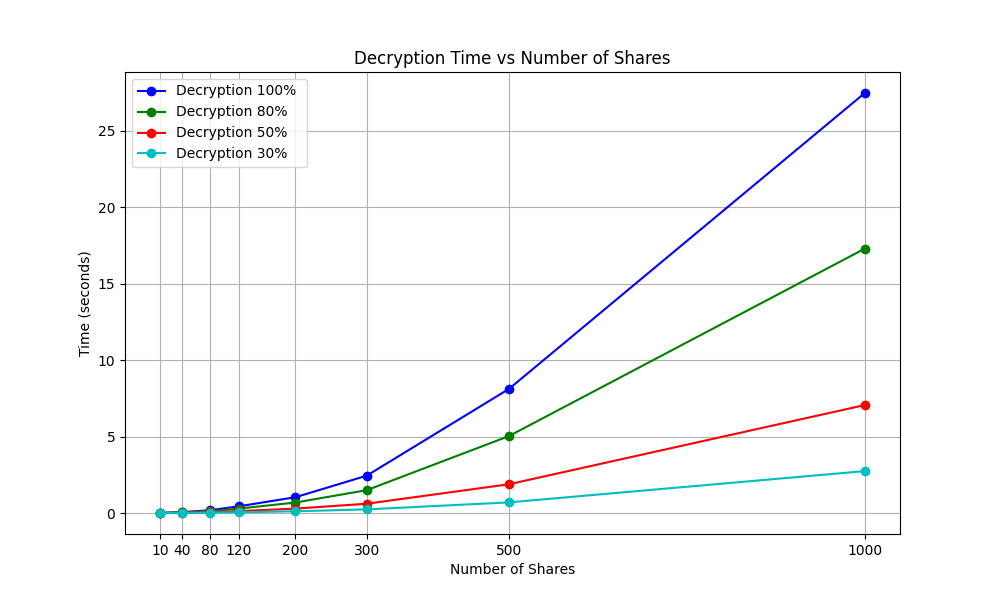 Decryption Time vs Number of Shares
Decryption 100%
Decryption 80%
Decryption 50%
Decryption 30%
Time (seconds)
25
20
15
10
5
0
10 40 80 120 200 300 500 1000
Number of Shares